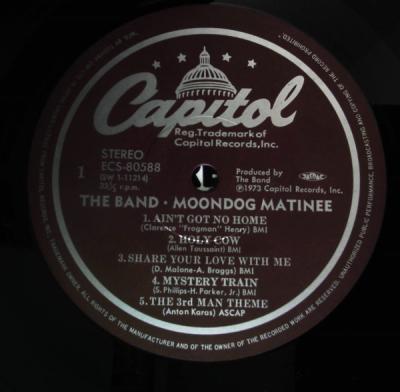 Capitol
Reg. Trademark of
Capitol Records, Inc.
STEREO
ECS-80588
(SW 1-11214)
33⅓ r.p.m.
1
Produced by
The Band
℗1973 Capitol Records, Inc.
THE BAND · MOONDOG MATINEE
1. AIN'T GOT NO HOME
(Clarence "Frogman" Henry) BMI
2. HOLY COW
(Allen Toussaint) BMI
3. SHARE YOUR LOVE WITH ME
(D. Malone-A. Braggs) BMI
4. MYSTERY TRAIN
(S. Phillips-H. Parker, Jr.) BMI
5. THE 3rd MAN THEME
(Anton Karas) ASCAP
ALL RIGHTS OF THE MANUFACTURER AND OF THE OWNER OF THE RECORDED WORK ARE RESERVED. UNAUTHORIZED PUBLIC PERFORMANCE, BROADCASTING AND COPYING OF THE RECORD PROHIBITED.